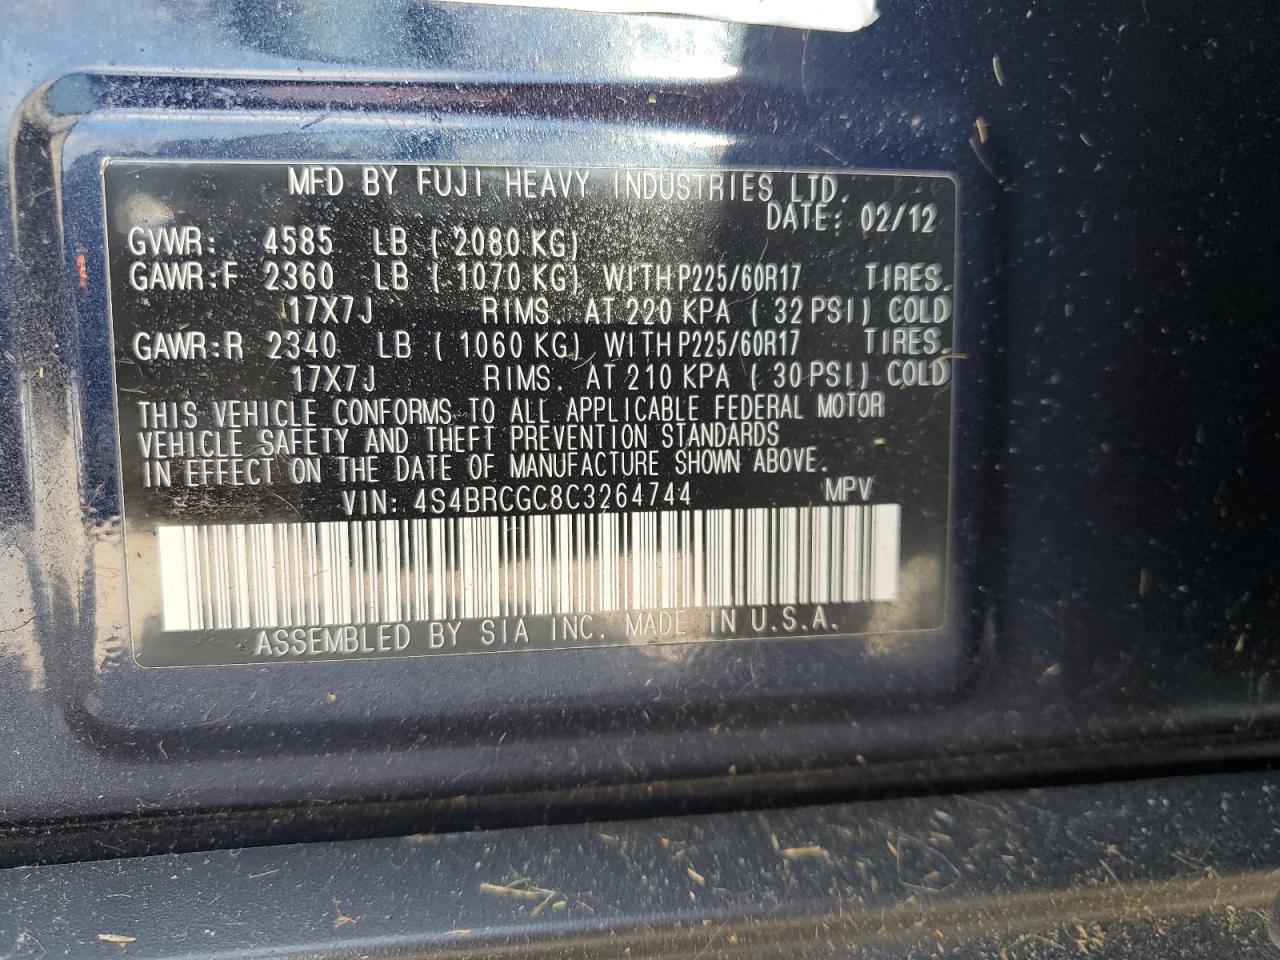 MFD BY FUJI HEAVY INDUSTRIES LTD.
DATE: 02/12
GVWR: 4585 LB (2080 KG)
GAWR:F 2360 LB (1070 KG) WITH P225/60R17 TIRES.
17X7J RIMS. AT 220 KPA (32 PSI) COLD
GAWR:R 2340 LB (1060 KG) WITH P225/60R17 TIRES.
17X7J RIMS. AT 210 KPA (30 PSI) COLD
THIS VEHICLE CONFORMS TO ALL APPLICABLE FEDERAL MOTOR
VEHICLE SAFETY AND THEFT PREVENTION STANDARDS
IN EFFECT ON THE DATE OF MANUFACTURE SHOWN ABOVE.
VIN: 4S4BRCGC8C3264744 MPV
ASSEMBLED BY SIA INC. MADE IN U.S.A.